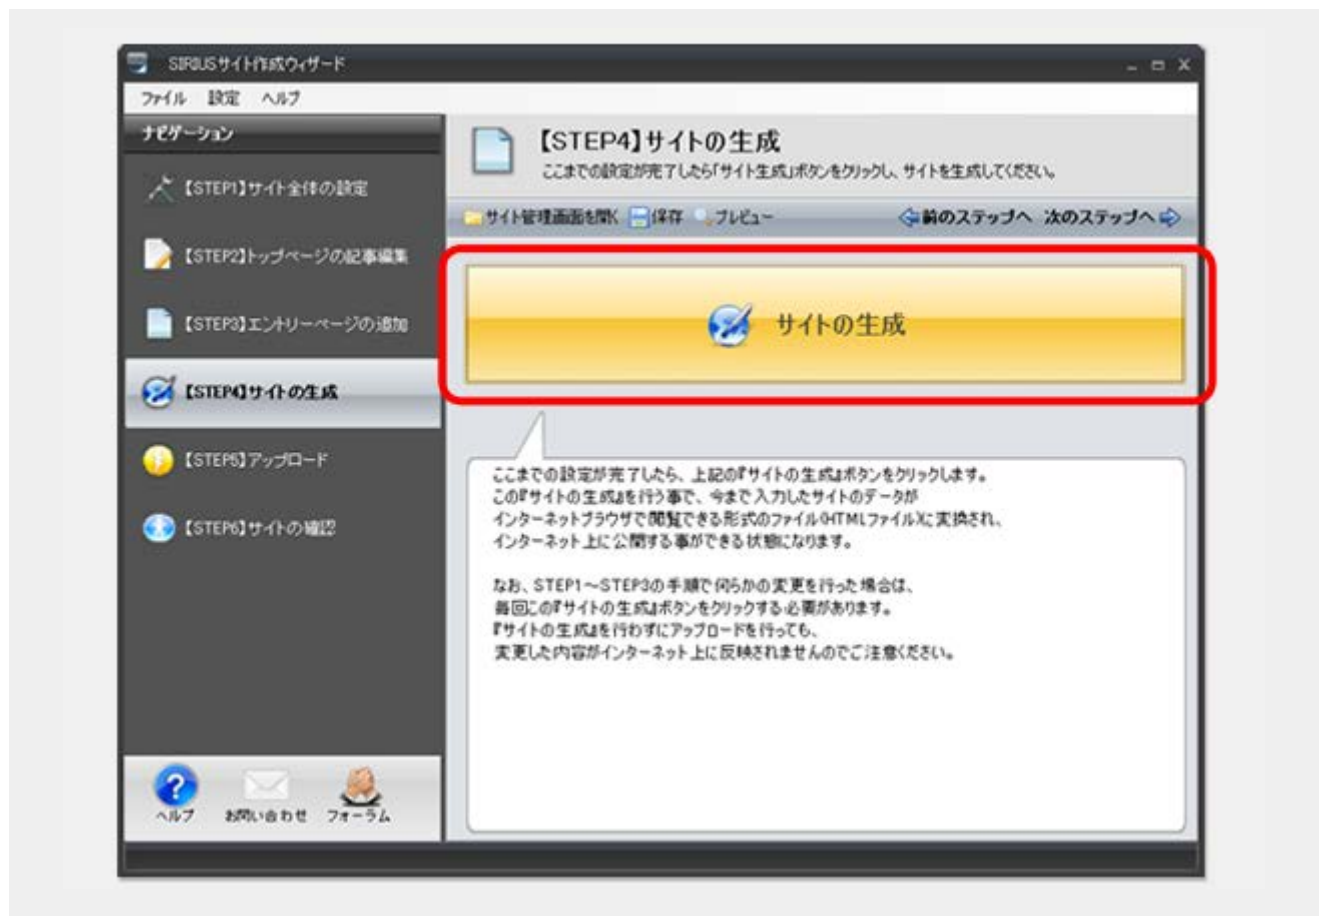 SIRIUSサイト作成ウィザード
ファイル 設定 ヘルプ
ナビゲーション
【STEP1】サイト全体の設定
【STEP2】トップページの記事編集
【STEP3】エントリーページの追加
【STEP4】サイトの生成
【STEP5】アップロード
【STEP6】サイトの確認
ヘルプ お問い合わせ フォーラム
【STEP4】サイトの生成
ここまでの設定が完了したら「サイト生成」ボタンをクリックし、サイトを生成してください。
サイト管理画面を開く 保存 プレビュー 前のステップへ 次のステップへ
サイトの生成
ここまでの設定が完了したら、上記の『サイトの生成』ボタンをクリックします。
この『サイトの生成』を行う事で、今まで入力したサイトのデータが
インターネットブラウザで閲覧できる形式のファイル(HTMLファイル)に変換され、
インターネット上に公開する事ができる状態になります。
なお、STEP1～STEP3の手順で何らかの変更を行った場合は、
毎回この『サイトの生成』ボタンをクリックする必要があります。
『サイトの生成』を行わずにアップロードを行っても、
変更した内容がインターネット上に反映されませんのでご注意ください。